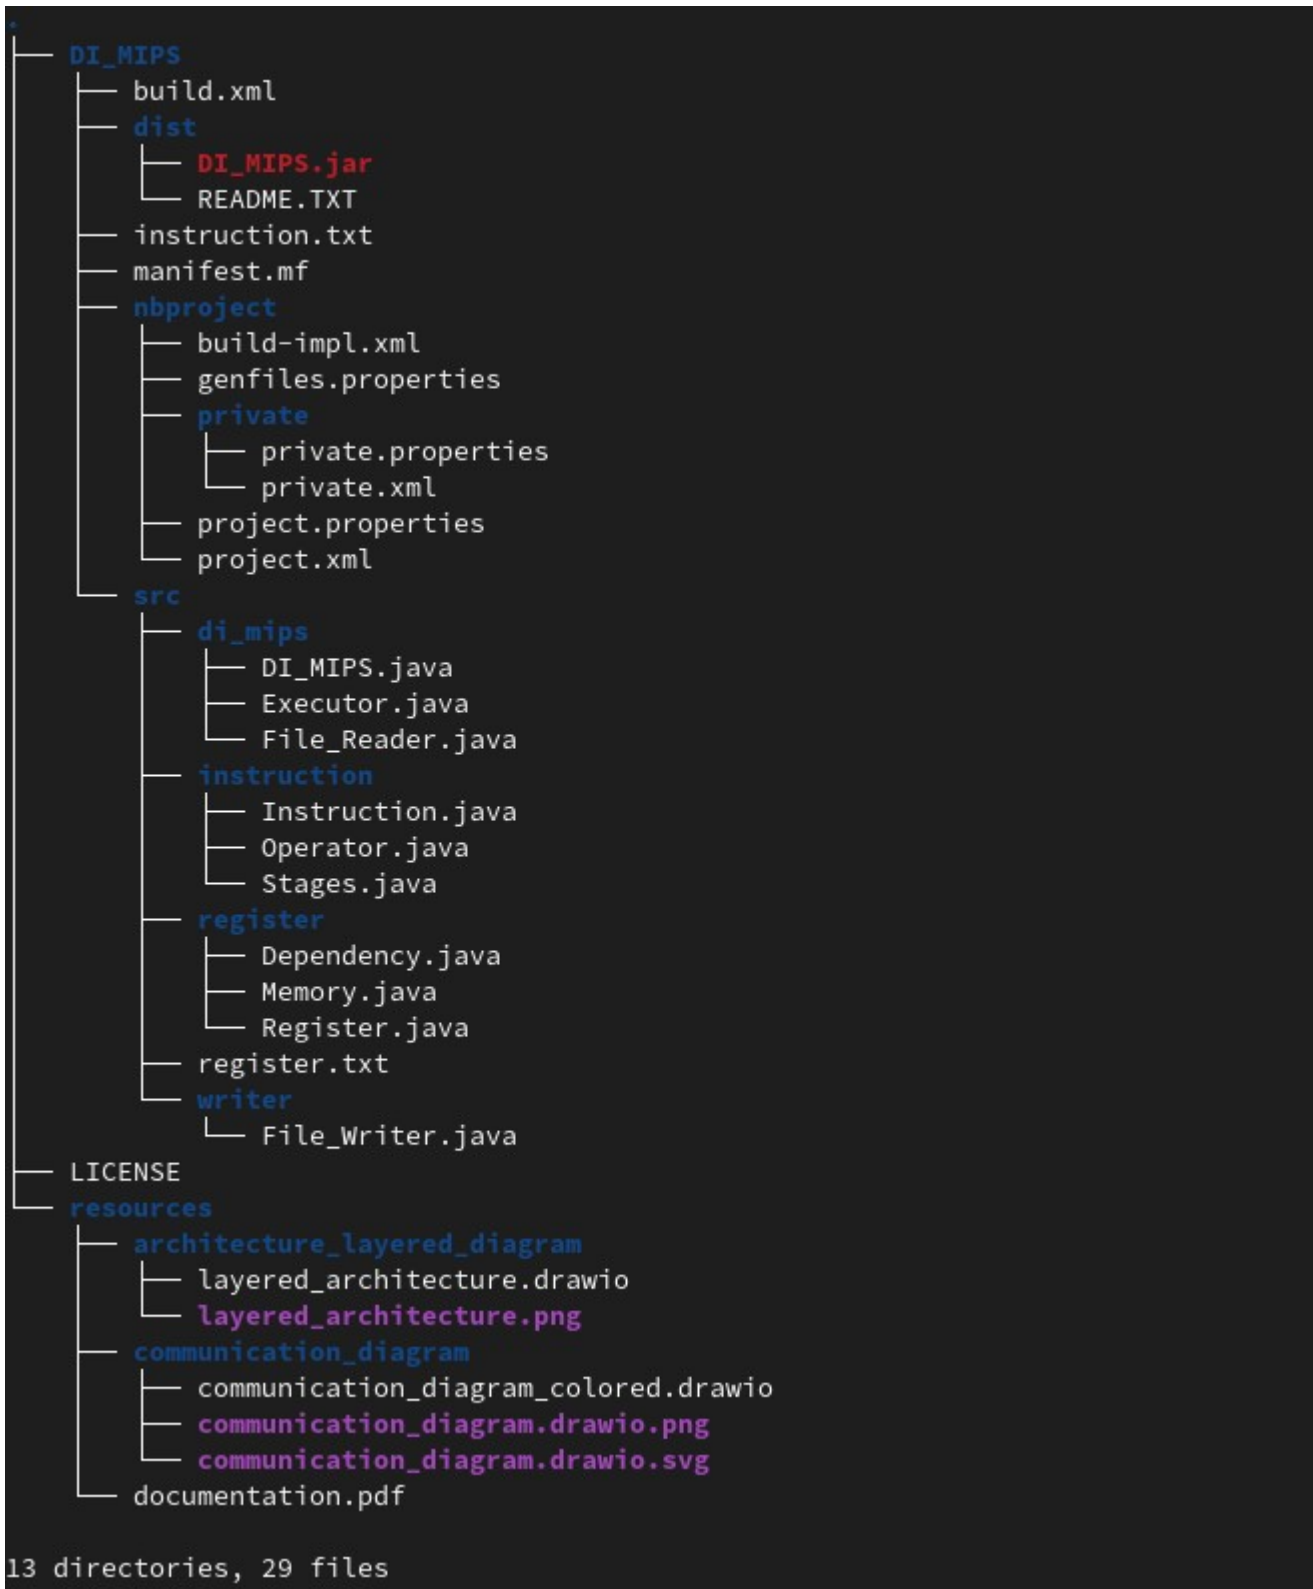 .
├── DI_MIPS
│   ├── build.xml
│   ├── dist
│   │   ├── DI_MIPS.jar
│   │   └── README.TXT
│   ├── instruction.txt
│   ├── manifest.mf
│   ├── nbproject
│   │   ├── build-impl.xml
│   │   ├── genfiles.properties
│   │   ├── private
│   │   │   ├── private.properties
│   │   │   └── private.xml
│   │   ├── project.properties
│   │   └── project.xml
│   └── src
│       ├── di_mips
│       │   ├── DI_MIPS.java
│       │   ├── Executor.java
│       │   └── File_Reader.java
│       ├── instruction
│       │   ├── Instruction.java
│       │   ├── Operator.java
│       │   └── Stages.java
│       ├── register
│       │   ├── Dependency.java
│       │   ├── Memory.java
│       │   └── Register.java
│       ├── register.txt
│       └── writer
│           └── File_Writer.java
├── LICENSE
└── resources
    ├── architecture_layered_diagram
    │   ├── layered_architecture.drawio
    │   └── layered_architecture.png
    ├── communication_diagram
    │   ├── communication_diagram_colored.drawio
    │   ├── communication_diagram.drawio.png
    │   └── communication_diagram.drawio.svg
    └── documentation.pdf

13 directories, 29 files